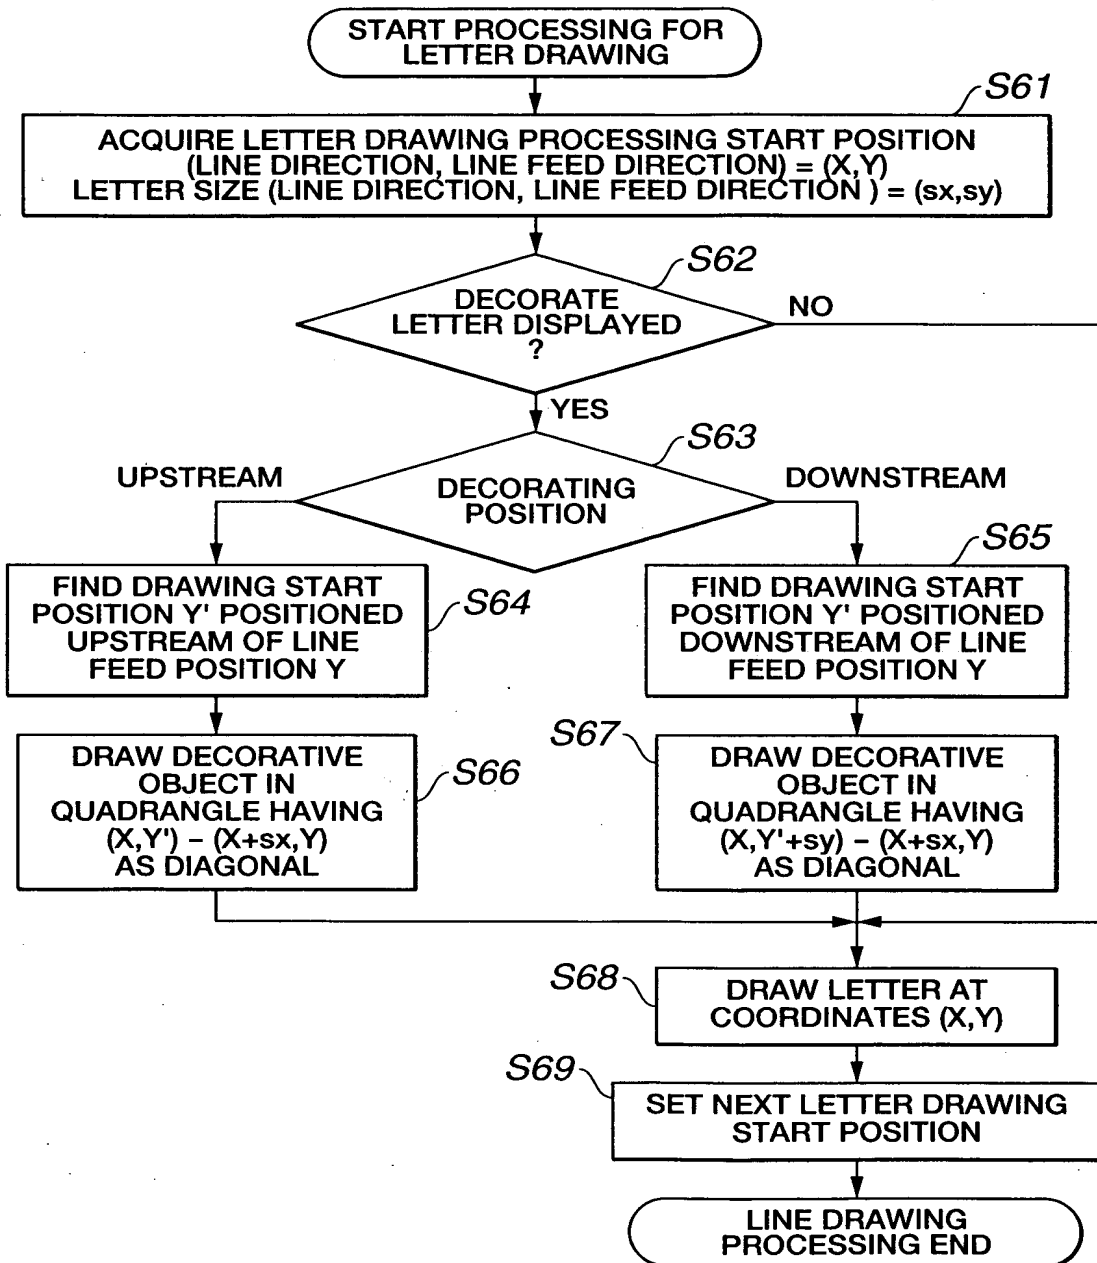 START PROCESSING FOR
LETTER DRAWING
S61
ACQUIRE LETTER DRAWING PROCESSING START POSITION
(LINE DIRECTION, LINE FEED DIRECTION) = (X,Y)
LETTER SIZE (LINE DIRECTION, LINE FEED DIRECTION ) = (sx,sy)
S62
DECORATE
LETTER DISPLAYED
?
NO
YES
S63
UPSTREAM
DECORATING
POSITION
DOWNSTREAM
S64
FIND DRAWING START
POSITION Y' POSITIONED
UPSTREAM OF LINE
FEED POSITION Y
S65
FIND DRAWING START
POSITION Y' POSITIONED
DOWNSTREAM OF LINE
FEED POSITION Y
S66
DRAW DECORATIVE
OBJECT IN
QUADRANGLE HAVING
(X,Y') – (X+sx,Y)
AS DIAGONAL
S67
DRAW DECORATIVE
OBJECT IN
QUADRANGLE HAVING
(X,Y'+sy) – (X+sx,Y)
AS DIAGONAL
S68
DRAW LETTER AT
COORDINATES (X,Y)
S69
SET NEXT LETTER DRAWING
START POSITION
LINE DRAWING
PROCESSING END